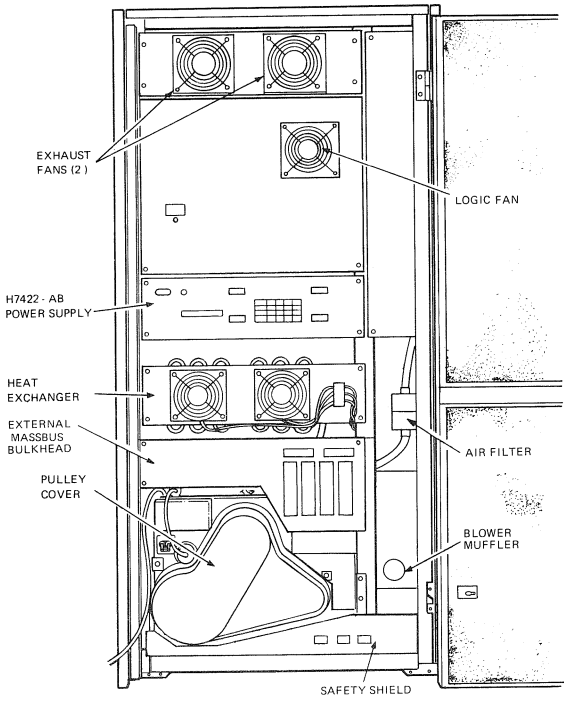 EXHAUST
FANS (2)
LOGIC FAN
H7422 - AB
POWER SUPPLY
HEAT
EXCHANGER
EXTERNAL
MASSBUS
BULKHEAD
AIR FILTER
PULLEY
COVER
BLOWER
MUFFLER
SAFETY SHIELD